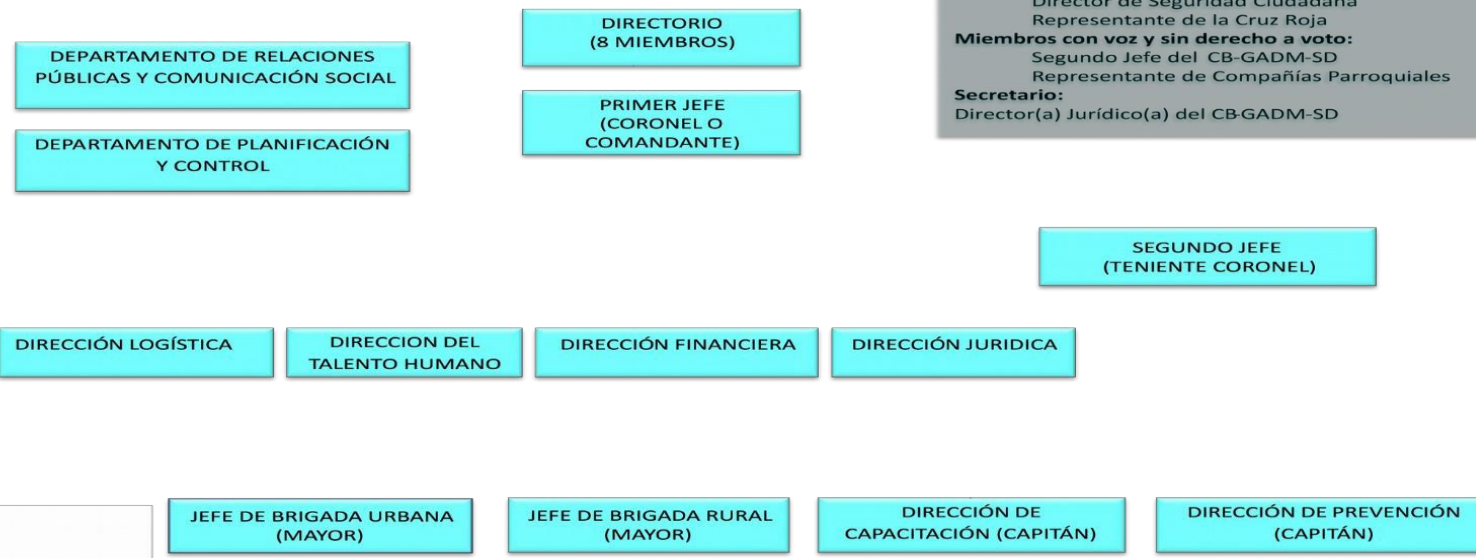 Director de Seguridad Ciudadana
Representante de la Cruz Roja
Miembros con voz y sin derecho a voto:
Segundo Jefe del CB-GADM-SD
Representante de Compañías Parroquiales
Secretario:
Director(a) Jurídico(a) del CB-GADM-SD
DIRECTORIO
(8 MIEMBROS)
DEPARTAMENTO DE RELACIONES
PÚBLICAS Y COMUNICACIÓN SOCIAL
PRIMER JEFE
(CORONEL O
COMANDANTE)
DEPARTAMENTO DE PLANIFICACIÓN
Y CONTROL
SEGUNDO JEFE
(TENIENTE CORONEL)
DIRECCIÓN LOGÍSTICA
DIRECCION DEL
TALENTO HUMANO
DIRECCIÓN FINANCIERA
DIRECCIÓN JURIDICA
JEFE DE BRIGADA URBANA
(MAYOR)
JEFE DE BRIGADA RURAL
(MAYOR)
DIRECCIÓN DE
CAPACITACIÓN (CAPITÁN)
DIRECCIÓN DE PREVENCIÓN
(CAPITÁN)